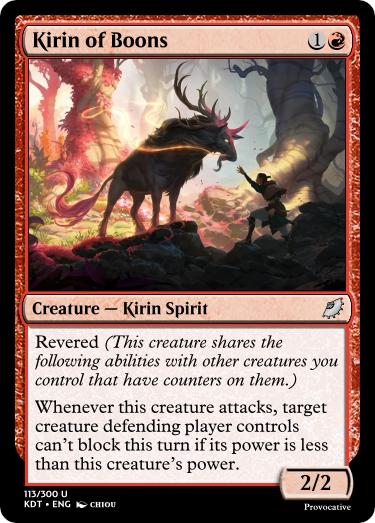 Kirin of Boons
1
Creature — Kirin Spirit
Revered (This creature shares the
following abilities with other creatures you
control that have counters on them.)
Whenever this creature attacks, target
creature defending player controls
can't block this turn if its power is less
than this creature's power.
2/2
113/300 U
KDT • ENG CHIOU
Provocative